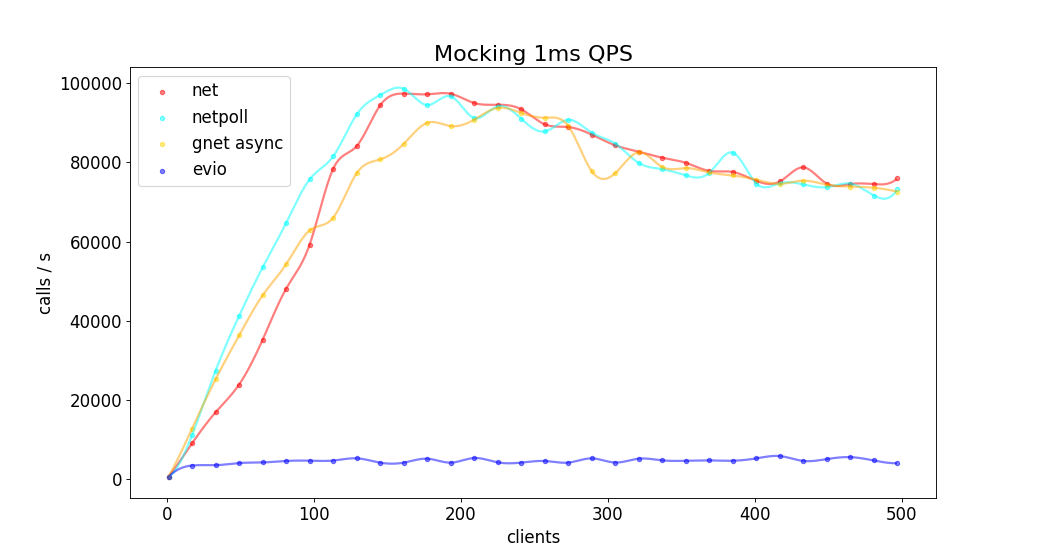 Mocking 1ms QPS
net
netpoll
gnet async
evio
calls / s
100000
80000
60000
40000
20000
0
0 100 200 300 400 500
clients